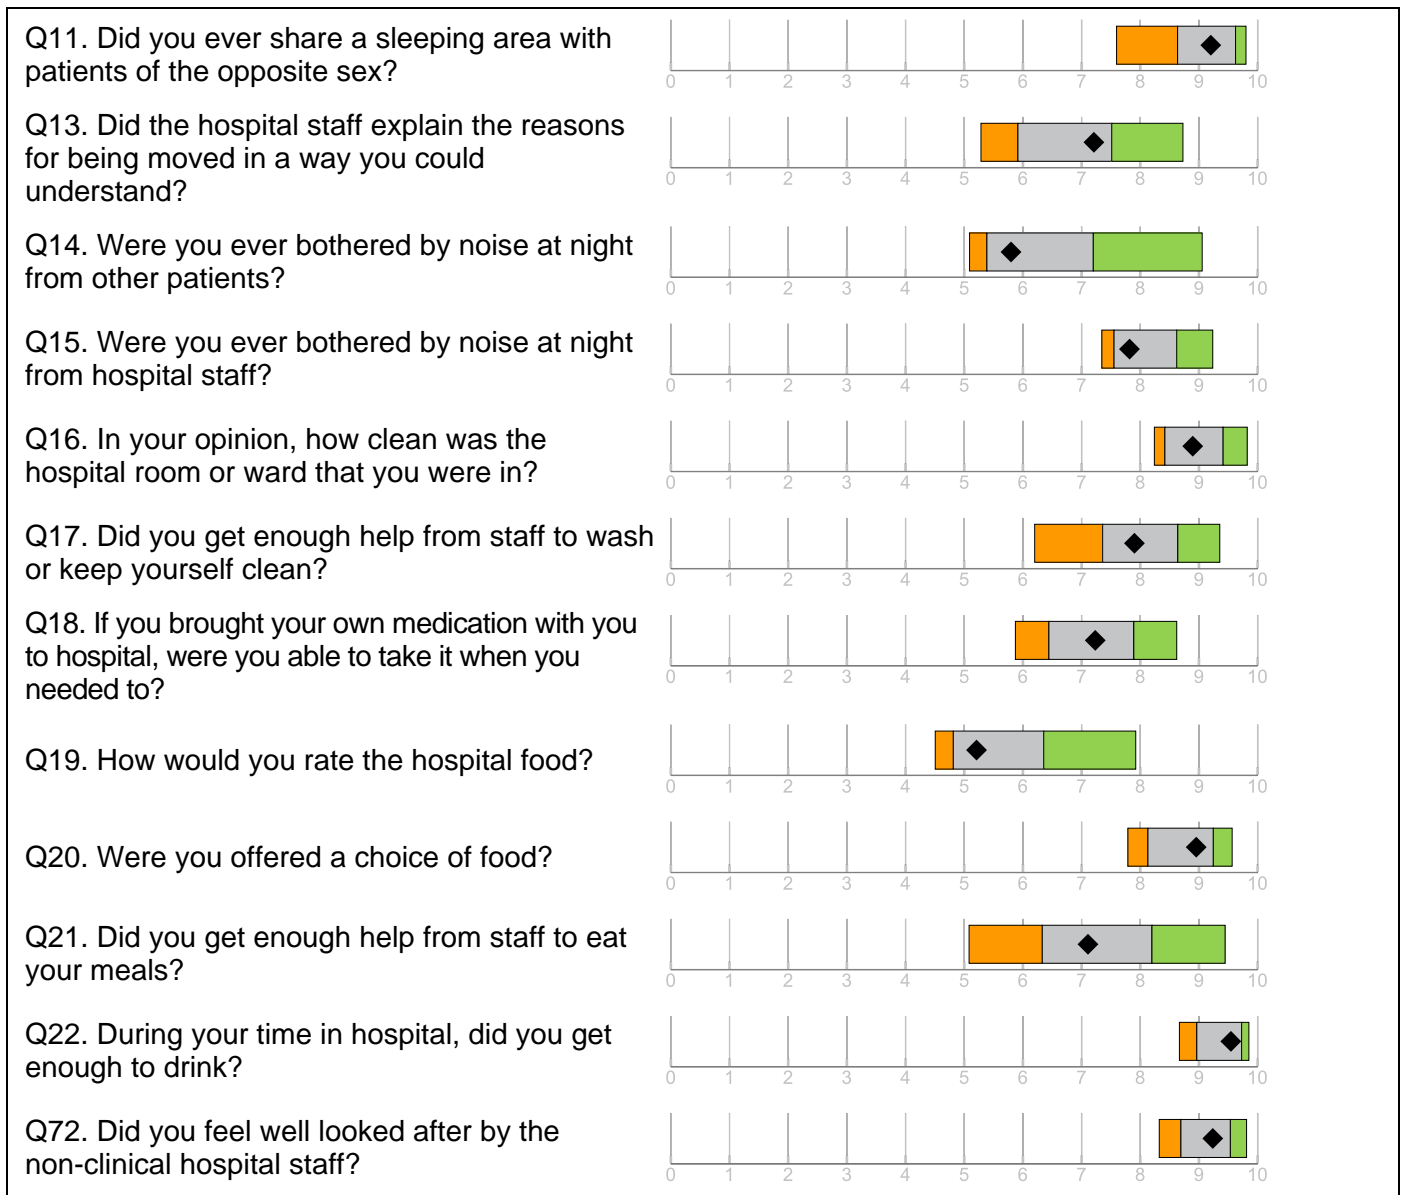 Q11. Did you ever share a sleeping area with
patients of the opposite sex?
0 1 2 3 4 5 6 7 8 9 10
Q13. Did the hospital staff explain the reasons
for being moved in a way you could
understand?
0 1 2 3 4 5 6 7 8 9 10
Q14. Were you ever bothered by noise at night
from other patients?
0 1 2 3 4 5 6 7 8 9 10
Q15. Were you ever bothered by noise at night
from hospital staff?
0 1 2 3 4 5 6 7 8 9 10
Q16. In your opinion, how clean was the
hospital room or ward that you were in?
0 1 2 3 4 5 6 7 8 9 10
Q17. Did you get enough help from staff to wash
or keep yourself clean?
0 1 2 3 4 5 6 7 8 9 10
Q18. If you brought your own medication with you
to hospital, were you able to take it when you
needed to?
0 1 2 3 4 5 6 7 8 9 10
Q19. How would you rate the hospital food?
0 1 2 3 4 5 6 7 8 9 10
Q20. Were you offered a choice of food?
0 1 2 3 4 5 6 7 8 9 10
Q21. Did you get enough help from staff to eat
your meals?
0 1 2 3 4 5 6 7 8 9 10
Q22. During your time in hospital, did you get
enough to drink?
0 1 2 3 4 5 6 7 8 9 10
Q72. Did you feel well looked after by the
non-clinical hospital staff?
0 1 2 3 4 5 6 7 8 9 10